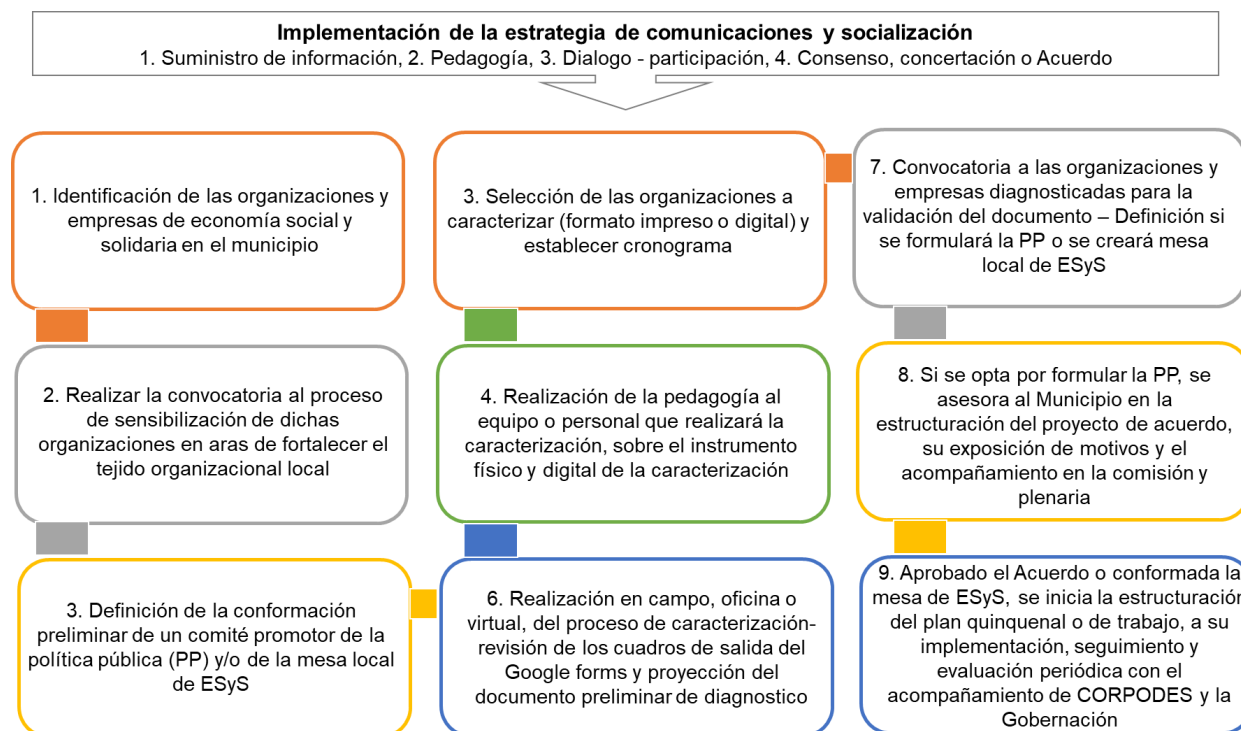 Implementación de la estrategia de comunicaciones y socialización
1. Suministro de información, 2. Pedagogía, 3. Dialogo - participación, 4. Consenso, concertación o Acuerdo
1. Identificación de las organizaciones y
empresas de economía social y
solidaria en el municipio
2. Realizar la convocatoria al proceso
de sensibilización de dichas
organizaciones en aras de fortalecer el
tejido organizacional local
3. Definición de la conformación
preliminar de un comité promotor de la
política pública (PP) y/o de la mesa local
de ESyS
3. Selección de las organizaciones a
caracterizar (formato impreso o digital) y
establecer cronograma
4. Realización de la pedagogía al
equipo o personal que realizará la
caracterización, sobre el instrumento
físico y digital de la caracterización
6. Realización en campo, oficina o
virtual, del proceso de caracterización-
revisión de los cuadros de salida del
Google forms y proyección del
documento preliminar de diagnostico
7. Convocatoria a las organizaciones y
empresas diagnosticadas para la
validación del documento – Definición si
se formulará la PP o se creará mesa
local de ESyS
8. Si se opta por formular la PP, se
asesora al Municipio en la
estructuración del proyecto de acuerdo,
su exposición de motivos y el
acompañamiento en la comisión y
plenaria
9. Aprobado el Acuerdo o conformada la
mesa de ESyS, se inicia la estructuración
del plan quinquenal o de trabajo, a su
implementación, seguimiento y
evaluación periódica con el
acompañamiento de CORPODES y la
Gobernación